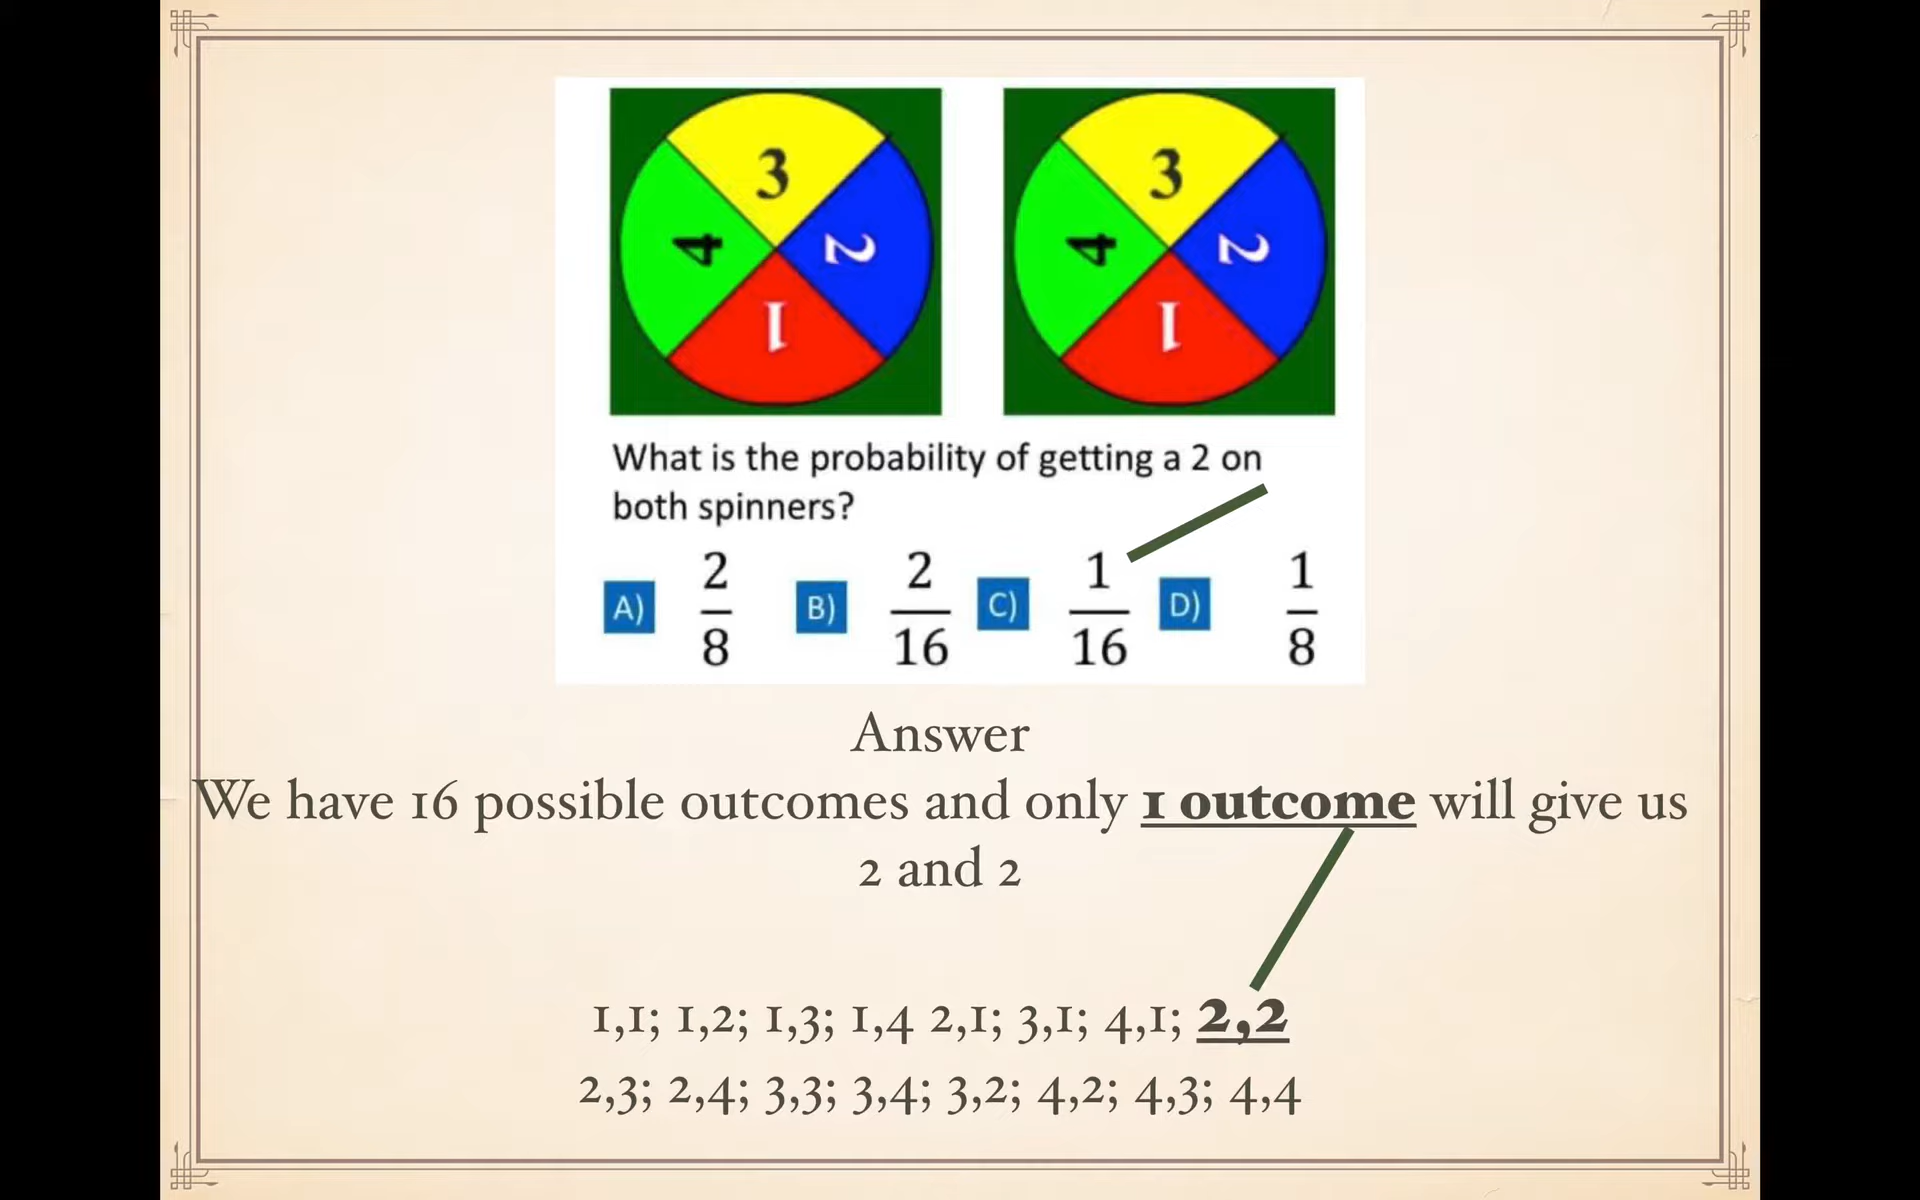 3
4
2
1
3
4
2
1
What is the probability of getting a 2 on
both spinners?
A) 2/8 B) 2/16 C) 1/16 D) 1/8
Answer
We have 16 possible outcomes and only 1 outcome will give us
2 and 2
1,1; 1,2; 1,3; 1,4 2,1; 3,1; 4,1; 2,2
2,3; 2,4; 3,3; 3,4; 3,2; 4,2; 4,3; 4,4